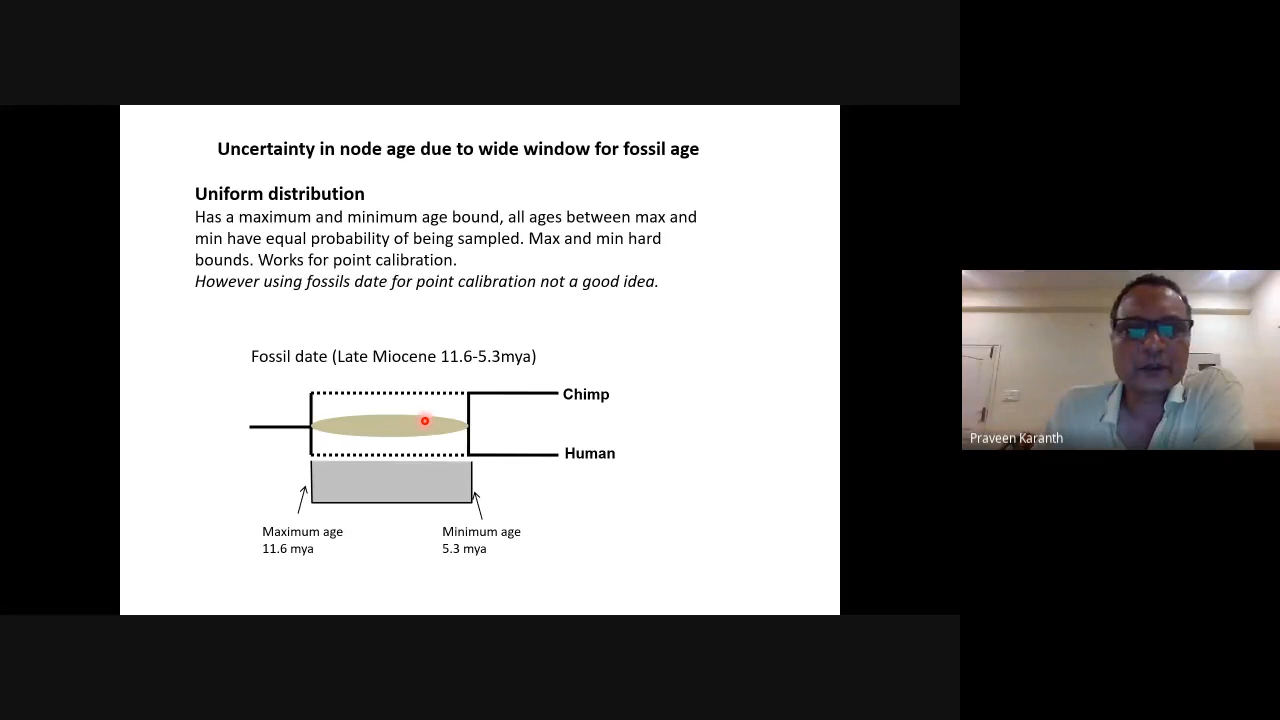 Uncertainty in node age due to wide window for fossil age
Uniform distribution
Has a maximum and minimum age bound, all ages between max and
min have equal probability of being sampled. Max and min hard
bounds. Works for point calibration.
However using fossils date for point calibration not a good idea.
Fossil date (Late Miocene 11.6-5.3mya)
Chimp
Human
Maximum age
11.6 mya
Minimum age
5.3 mya
Praveen Karanth